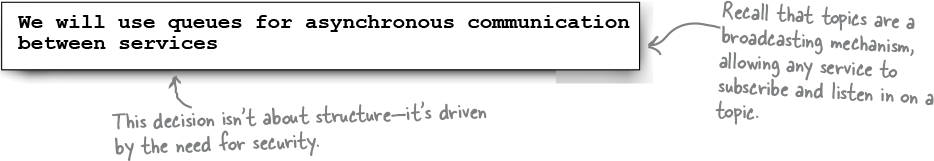 We will use queues for asynchronous communication
between services
Recall that topics are a
broadcasting mechanism,
allowing any service to
subscribe and listen in on a
topic.
This decision isn't about structure—it's driven
by the need for security.